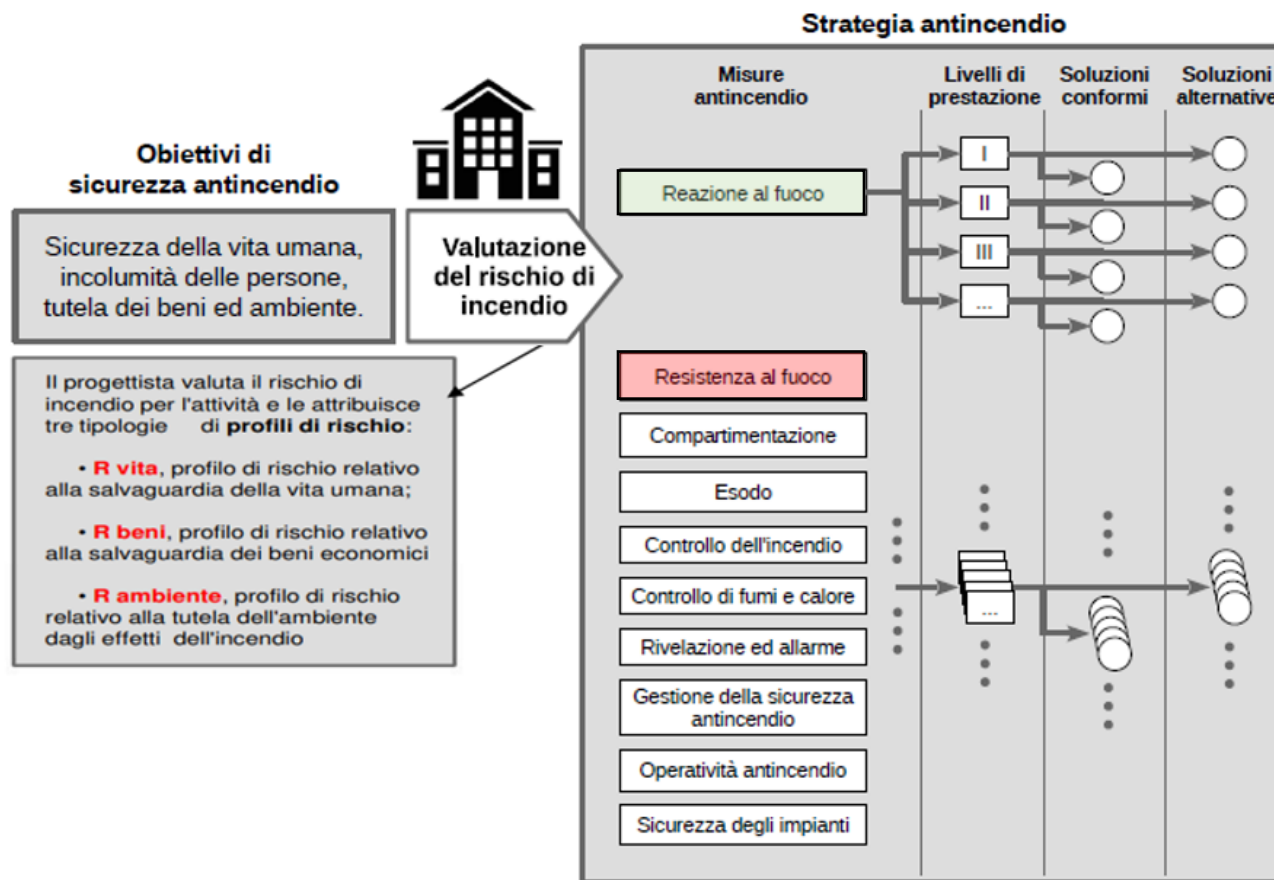 Strategia antincendio
Obiettivi di
sicurezza antincendio
Sicurezza della vita umana,
incolumità delle persone,
tutela dei beni ed ambiente.
Valutazione
del rischio di
incendio
Il progettista valuta il rischio di
incendio per l'attività e le attribuisce
tre tipologie di profili di rischio:
• R vita, profilo di rischio relativo
alla salvaguardia della vita umana;
• R beni, profilo di rischio relativo
alla salvaguardia dei beni economici
• R ambiente, profilo di rischio
relativo alla tutela dell'ambiente
dagli effetti dell'incendio
Misure
antincendio
Livelli di
prestazione
Soluzioni
conformi
Soluzioni
alternative
Reazione al fuoco
I
II
III
...
Resistenza al fuoco
Compartimentazione
Esodo
Controllo dell'incendio
Controllo di fumi e calore
...
Rivelazione ed allarme
Gestione della sicurezza
antincendio
Operatività antincendio
Sicurezza degli impianti